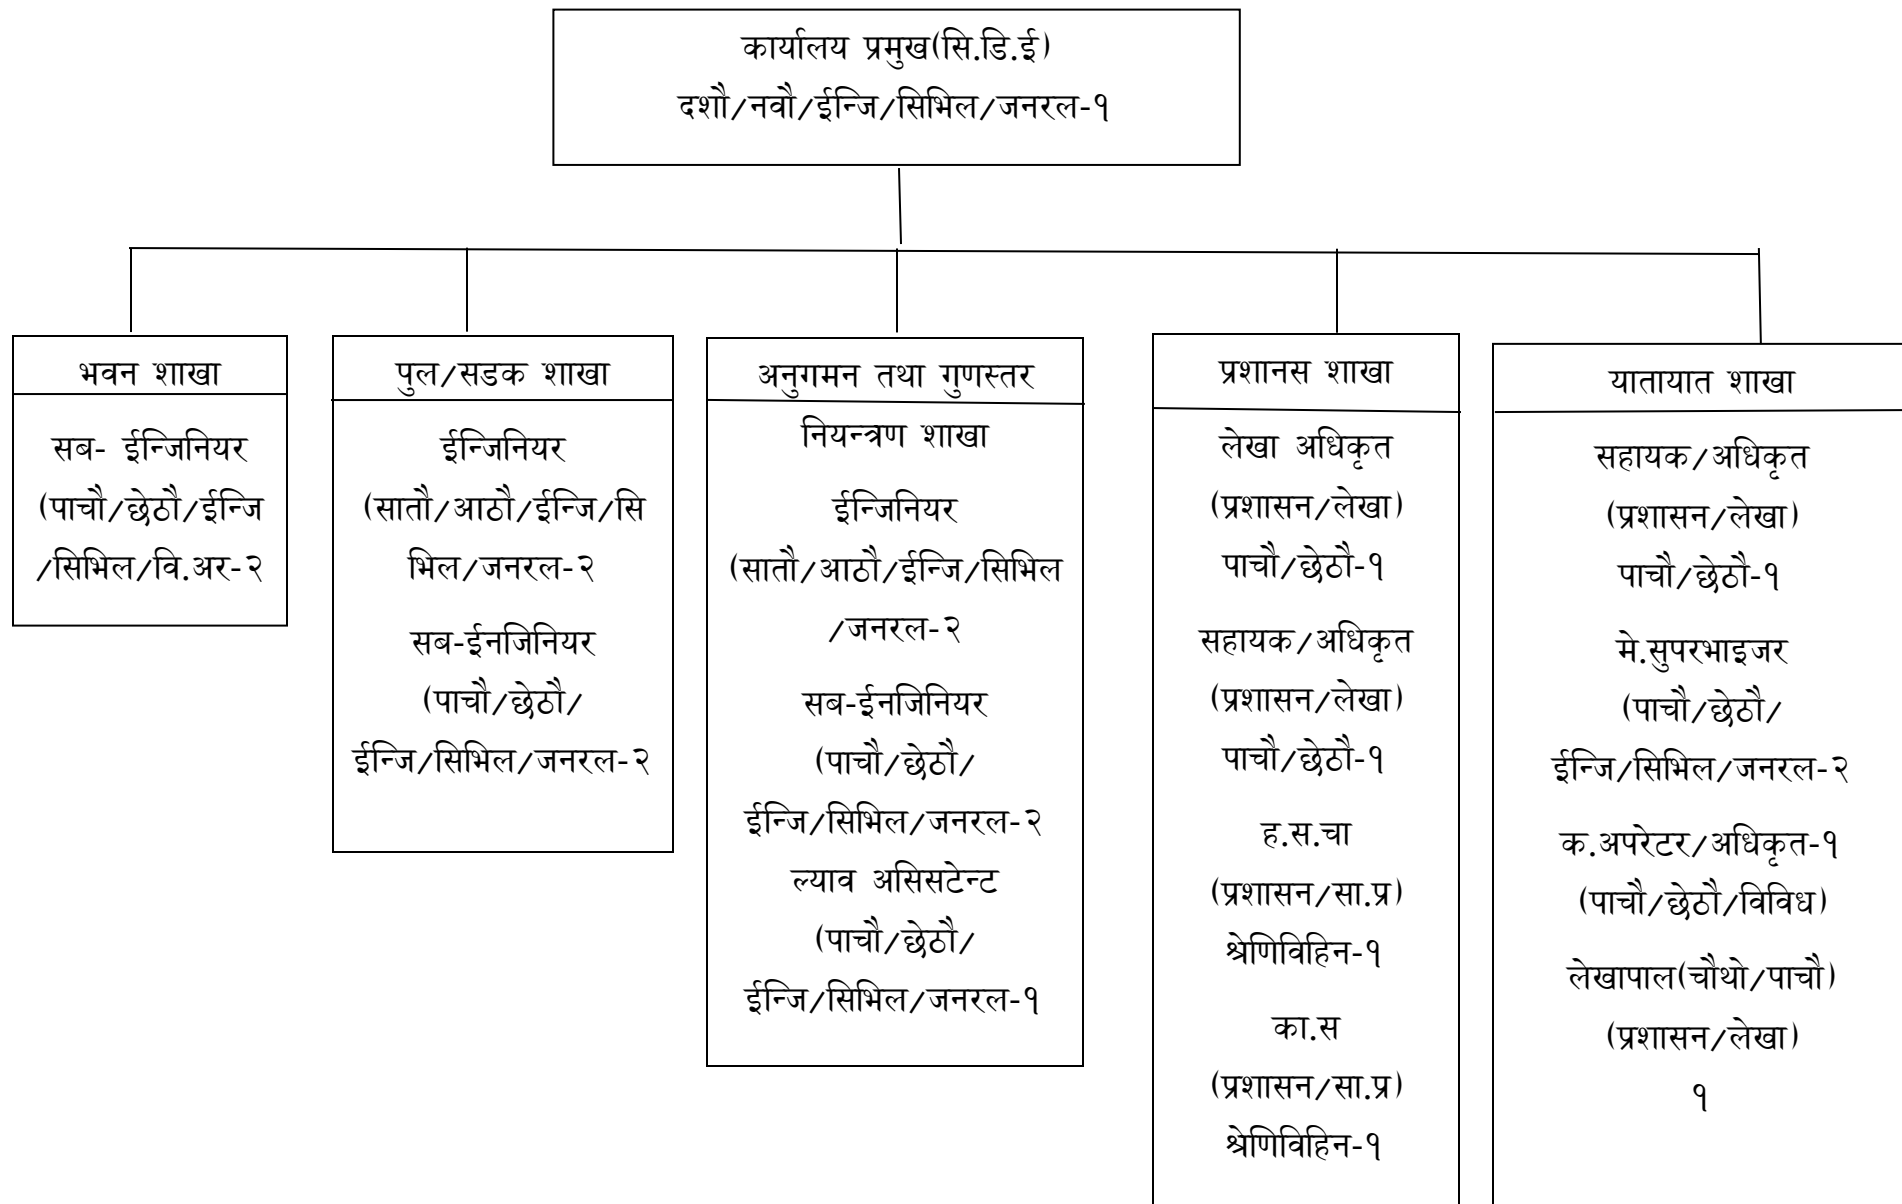 कार्यालय प्रमुख(सि.डि.ई)
दशौ/नवौ/ईन्जि/सिभिल/जनरल-१
भवन शाखा
सब- ईन्जिनियर
(पाचौ/छेठौ/ईन्जि
/सिभिल/वि.अर-२
पुल/सडक शाखा
ईन्जिनियर
(सातौ/आठौ/ईन्जि/सि
भिल/जनरल-२
सब-ईनजिनियर
(पाचौ/छेठौ/
ईन्जि/सिभिल/जनरल-२
अनुगमन तथा गुणस्तर
नियन्त्रण शाखा
ईन्जिनियर
(सातौ/आठौ/ईन्जि/सिभिल
/जनरल-२
सब-ईनजिनियर
(पाचौ/छेठौ/
ईन्जि/सिभिल/जनरल-२
ल्याव असिसटेन्ट
(पाचौ/छेठौ/
ईन्जि/सिभिल/जनरल-१
प्रशानस शाखा
लेखा अधिकृत
(प्रशासन/लेखा)
पाचौ/छेठौ-१
सहायक/अधिकृत
(प्रशासन/लेखा)
पाचौ/छेठौ-१
ह.स.चा
(प्रशासन/सा.प्र)
श्रेणिविहिन-१
का.स
(प्रशासन/सा.प्र)
श्रेणिविहिन-१
यातायात शाखा
सहायक/अधिकृत
(प्रशासन/लेखा)
पाचौ/छेठौ-१
मे.सुपरभाइजर
(पाचौ/छेठौ/
ईन्जि/सिभिल/जनरल-२
क.अपरेटर/अधिकृत-१
(पाचौ/छेठौ/विविध)
लेखापाल(चौथो/पाचौ)
(प्रशासन/लेखा)
१